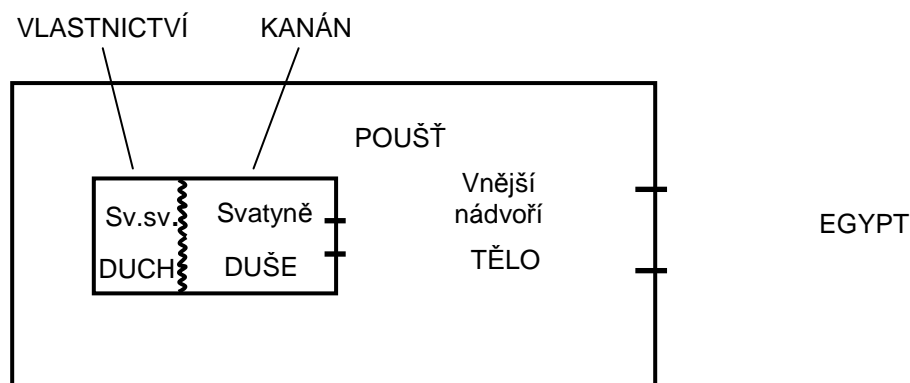 VLASTNICTVÍ KANÁN
POUŠŤ
Vnější
nádvoří
TĚLO
Sv.sv. Svatyně
DUCH DUŠE
EGYPT